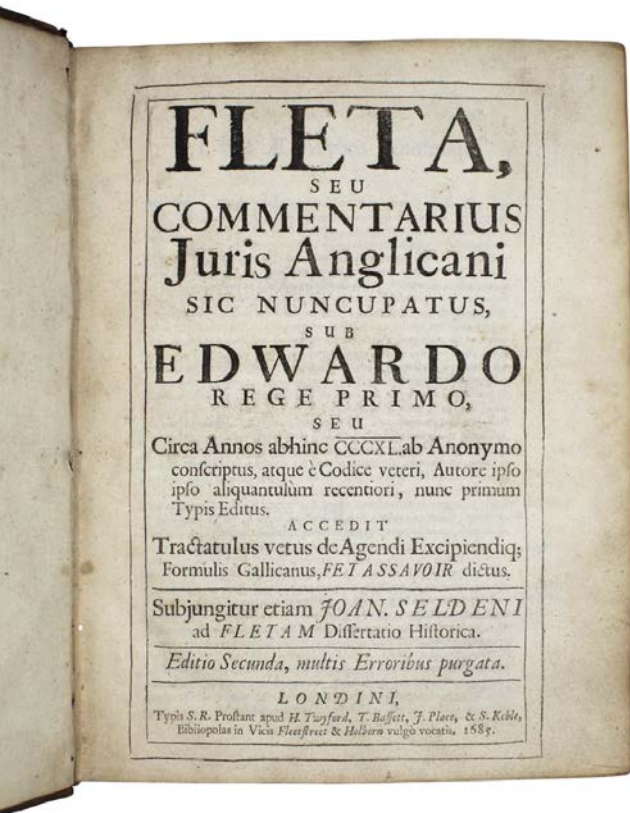 FLETA,
SEU
COMMENTARIUS
Juris Anglicani
SIC NUNCUPATUS,
SUB
EDWARDO
REGE PRIMO,
SEU
Circa Annos abhinc CCCXL. ab Anonymo
conſcriptus, atque è Codice veteri, Autore ipſo
ipſo aliquantulùm recentiori, nunc primum
Typis Editus.
ACCEDIT
Tractatulus vetus de Agendi Excipiendiq;
Formulis Gallicanus, FET ASSAVOIR dictus.
Subjungitur etiam JOAN. SELDENI
ad FLETAM Diſſertatio Hiſtorica.
Editio Secunda, multis Erroribus purgata.
LONDINI,
Typis S. R. Proſtant apud H. Twyford, T. Baſſett, J. Place, & S. Keble,
Bibliopolas in Vicis Fleetſtreet & Holborn vulgò vocatis, 1685.